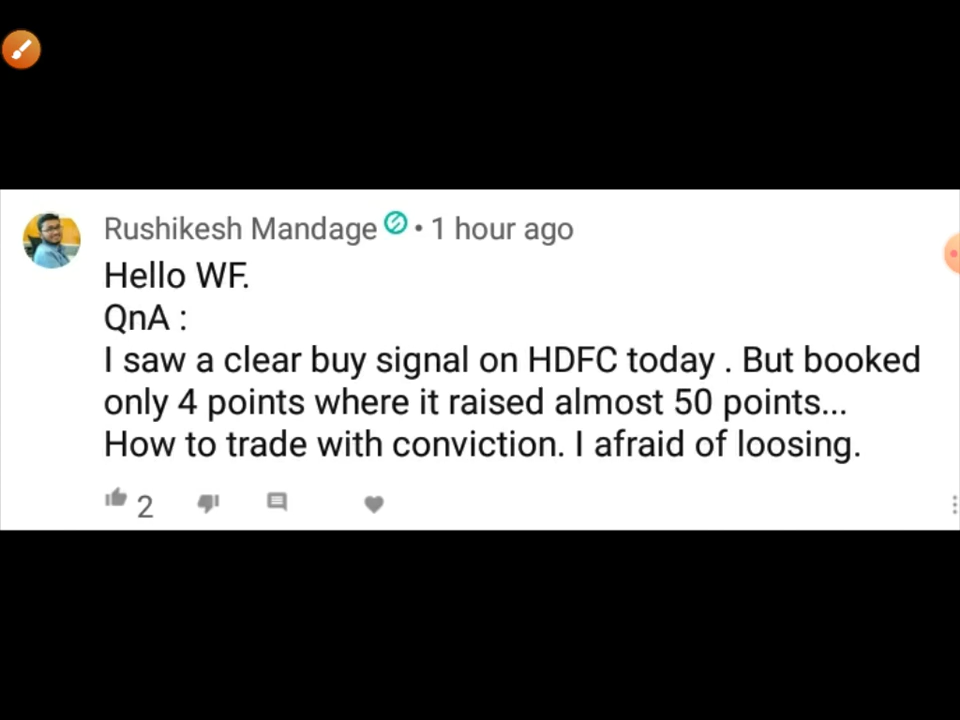 Rushikesh Mandage • 1 hour ago
Hello WF.
QnA :
I saw a clear buy signal on HDFC today . But booked
only 4 points where it raised almost 50 points...
How to trade with conviction. I afraid of loosing.
2